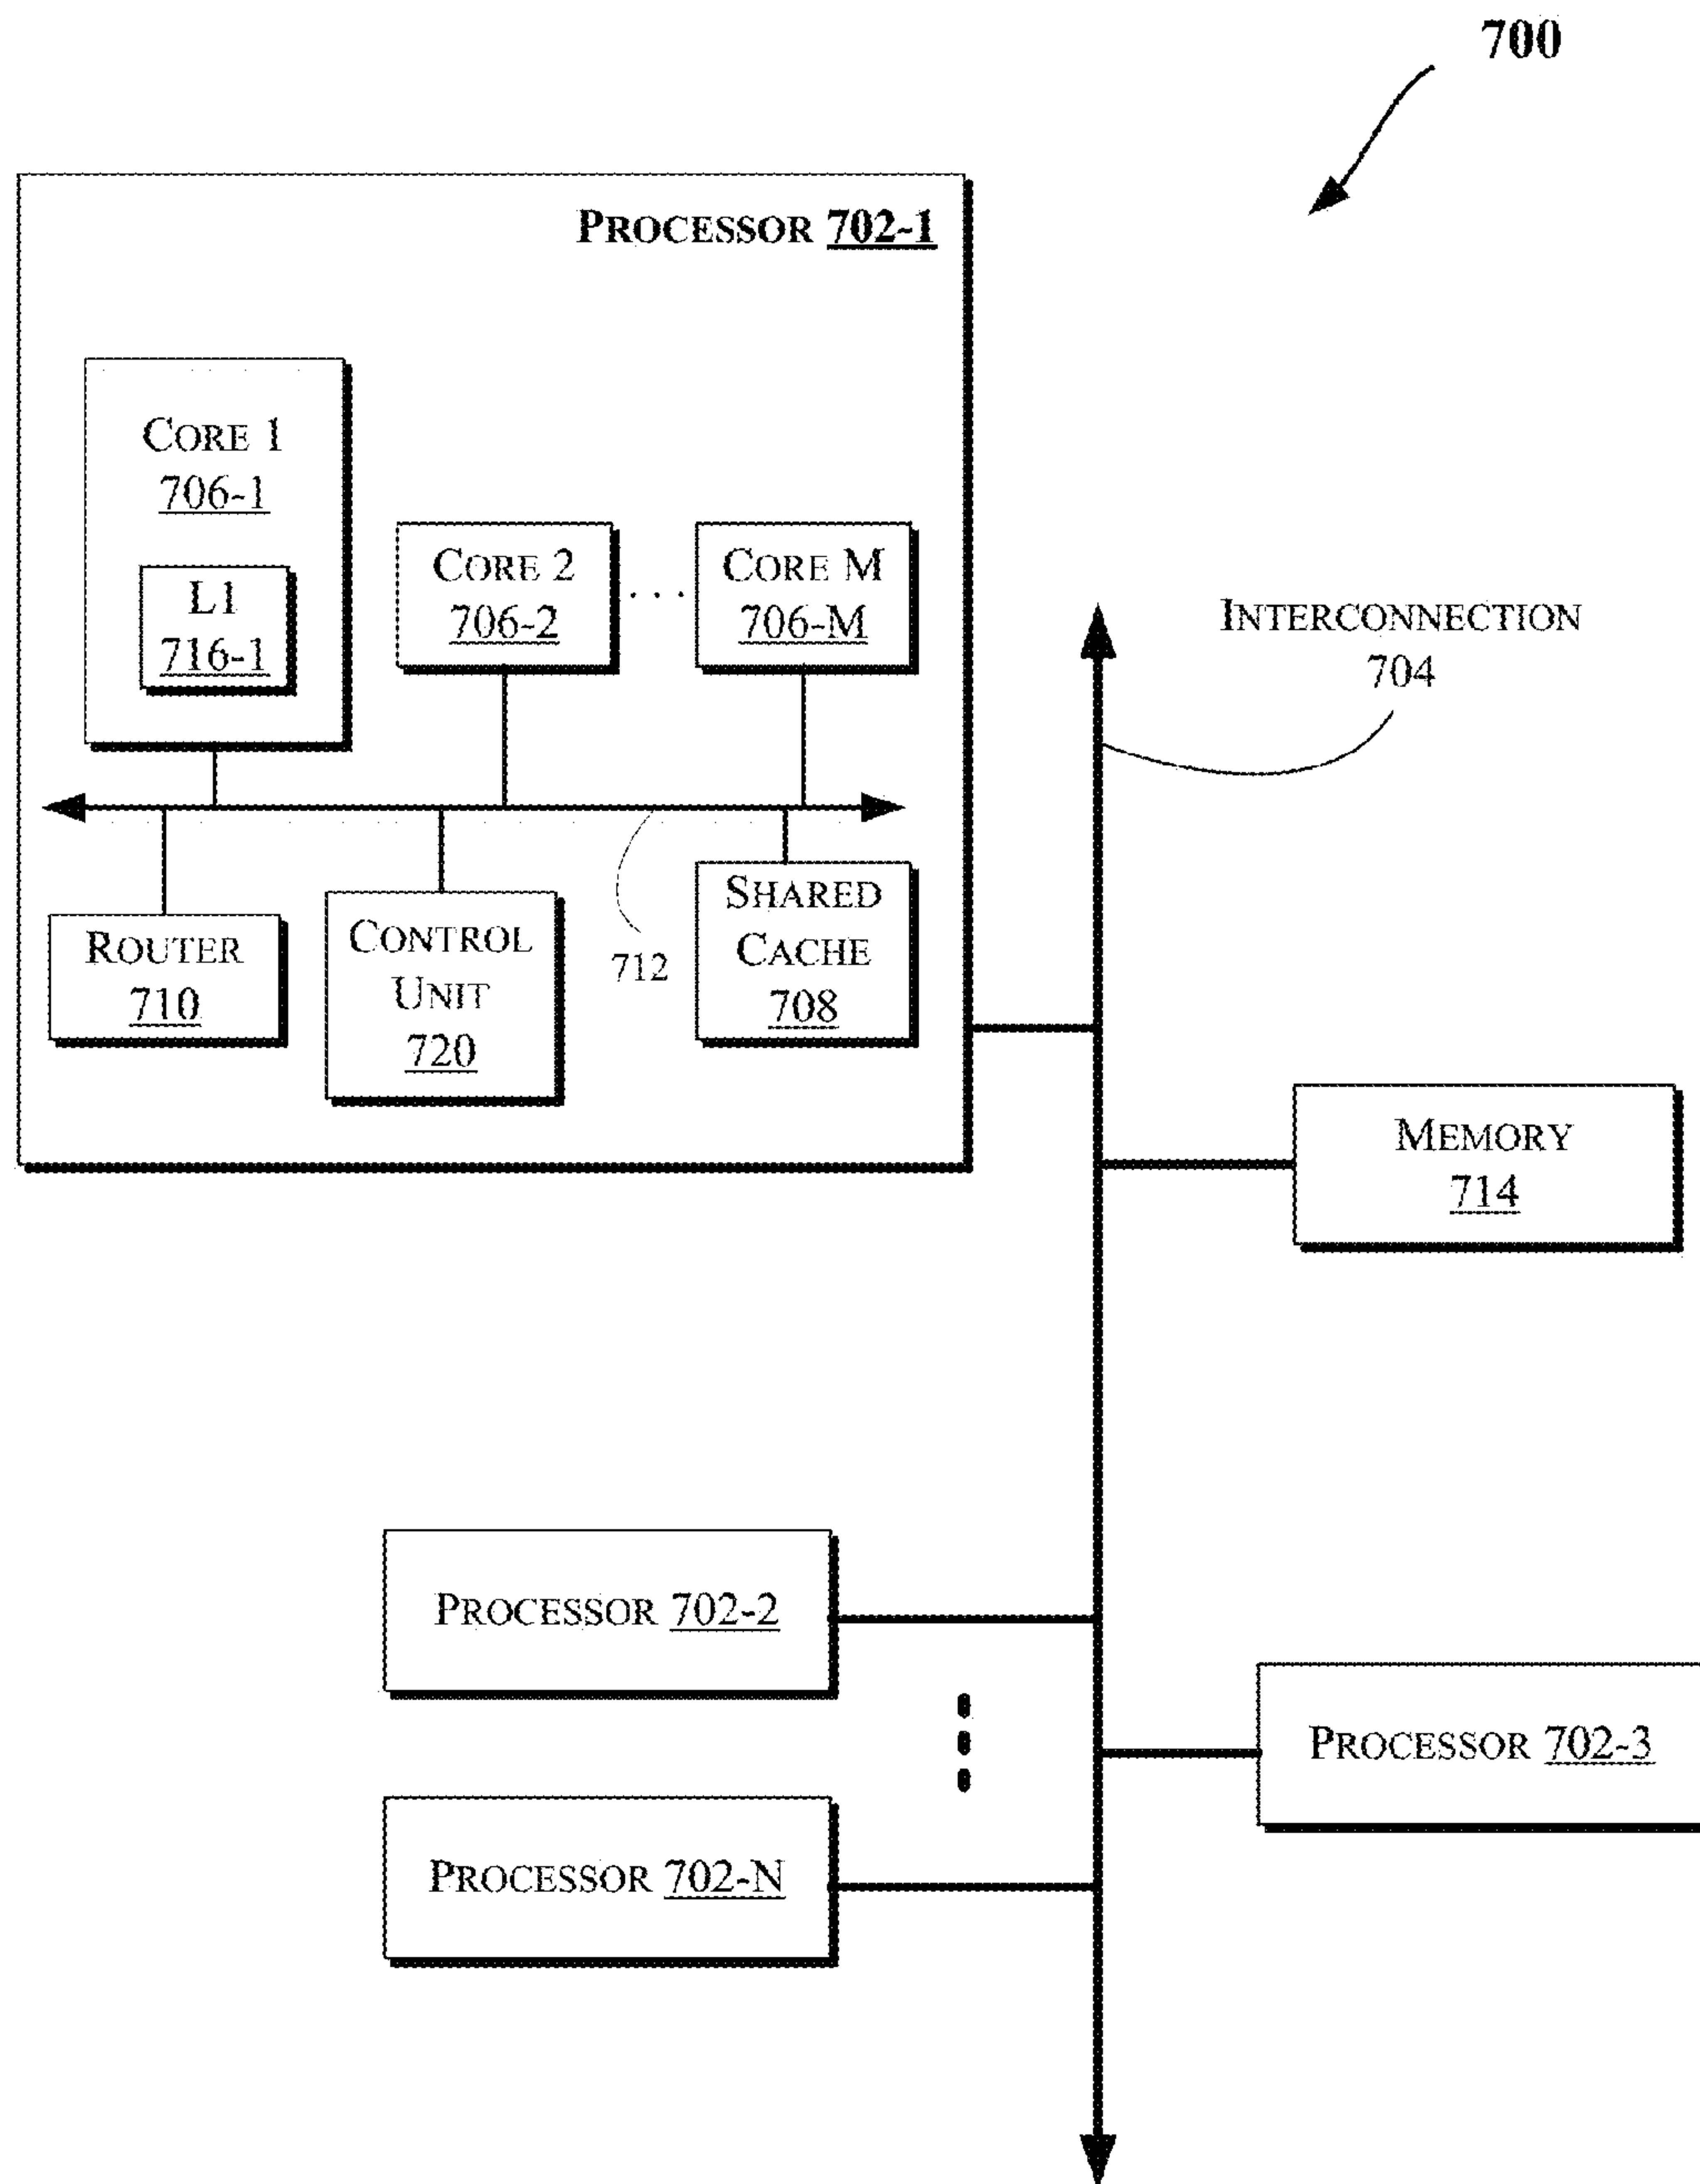 700
PROCESSOR 702-1
CORE 1
706-1
L1
716-1
CORE 2
706-2
. . .
CORE M
706-M
ROUTER
710
CONTROL
UNIT
720
712
SHARED
CACHE
708
INTERCONNECTION
704
MEMORY
714
PROCESSOR 702-2
PROCESSOR 702-3
PROCESSOR 702-N